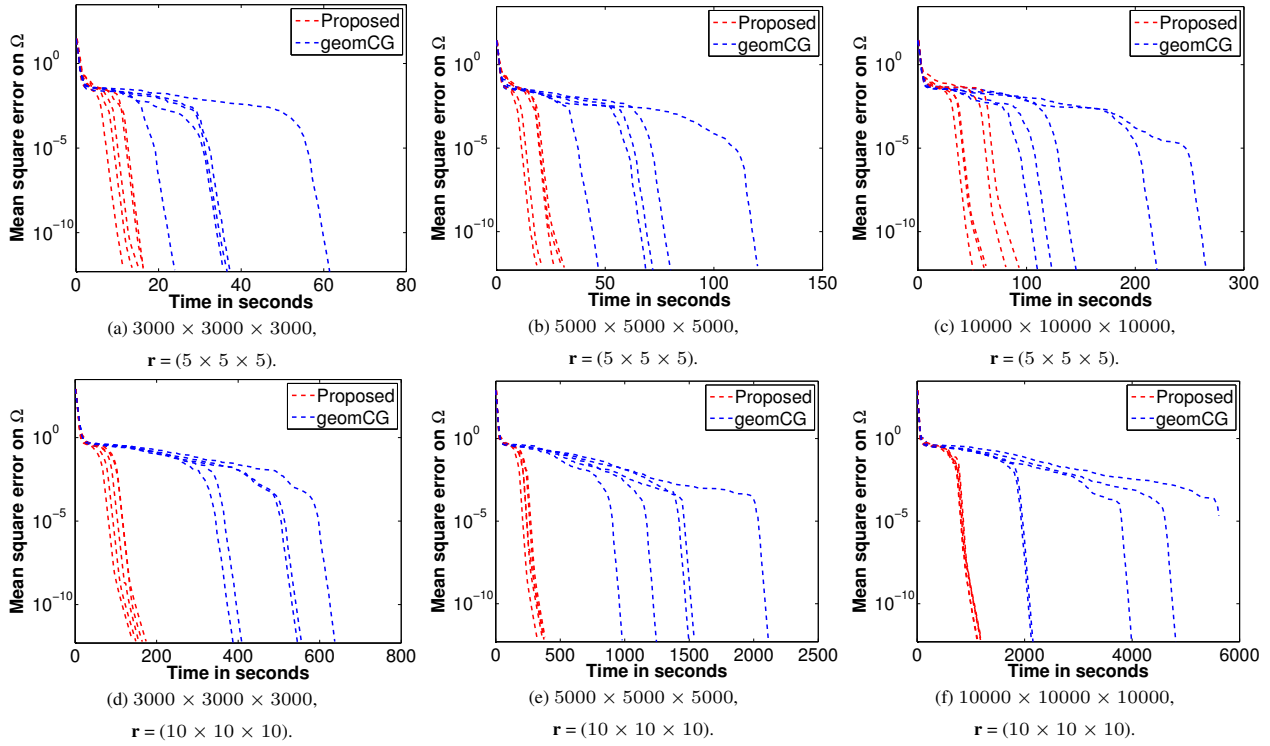 Mean square error on Ω
10^0
10^-5
10^-10
0 20 40 60 80
Time in seconds
Proposed
geomCG
(a) 3000 × 3000 × 3000,
r = (5 × 5 × 5).
Mean square error on Ω
10^0
10^-5
10^-10
0 50 100 150
Time in seconds
Proposed
geomCG
(b) 5000 × 5000 × 5000,
r = (5 × 5 × 5).
Mean square error on Ω
10^0
10^-5
10^-10
0 100 200 300
Time in seconds
Proposed
geomCG
(c) 10000 × 10000 × 10000,
r = (5 × 5 × 5).
Mean square error on Ω
10^0
10^-5
10^-10
0 200 400 600 800
Time in seconds
Proposed
geomCG
(d) 3000 × 3000 × 3000,
r = (10 × 10 × 10).
Mean square error on Ω
10^0
10^-5
10^-10
0 500 1000 1500 2000 2500
Time in seconds
Proposed
geomCG
(e) 5000 × 5000 × 5000,
r = (10 × 10 × 10).
Mean square error on Ω
10^0
10^-5
10^-10
0 2000 4000 6000
Time in seconds
Proposed
geomCG
(f) 10000 × 10000 × 10000,
r = (10 × 10 × 10).